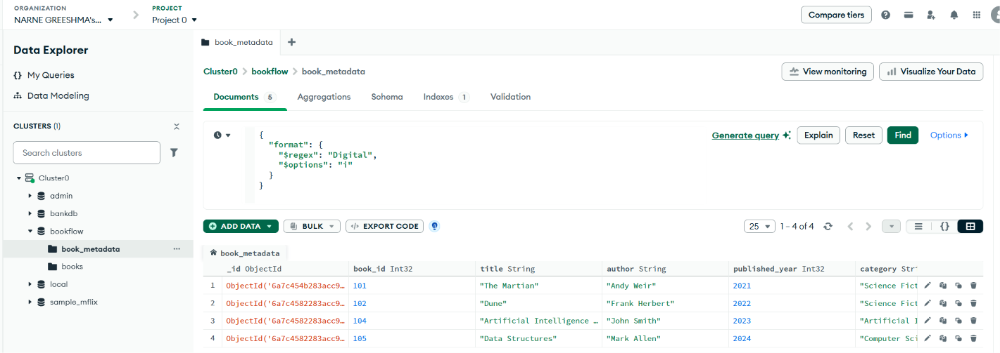 ORGANIZATION
NARNE GREESHMA's...
PROJECT
Project 0
Compare tiers
Data Explorer
My Queries
Data Modeling
CLUSTERS (1)
Search clusters
Cluster0
admin
bankdb
bookflow
book_metadata
books
local
sample_mflix
book_metadata
Cluster0 > bookflow > book_metadata
View monitoring
Visualize Your Data
Documents 5
Aggregations
Schema
Indexes 1
Validation
{
"format": {
"$regex": "Digital",
"$options": "i"
}
}
Generate query
Explain
Reset
Find
Options
ADD DATA
BULK
EXPORT CODE
25
1 – 4 of 4
book_metadata
_id ObjectId book_id Int32 title String author String published_year Int32 category Stri
1 ObjectId('6a7c454b283acc9… 101 "The Martian" "Andy Weir" 2021 "Science Fict
2 ObjectId('6a7c4582283acc9… 102 "Dune" "Frank Herbert" 2022 "Science Fict
3 ObjectId('6a7c4582283acc9… 104 "Artificial Intelligence … "John Smith" 2023 "Artificial I
4 ObjectId('6a7c4582283acc9… 105 "Data Structures" "Mark Allen" 2024 "Computer Sci